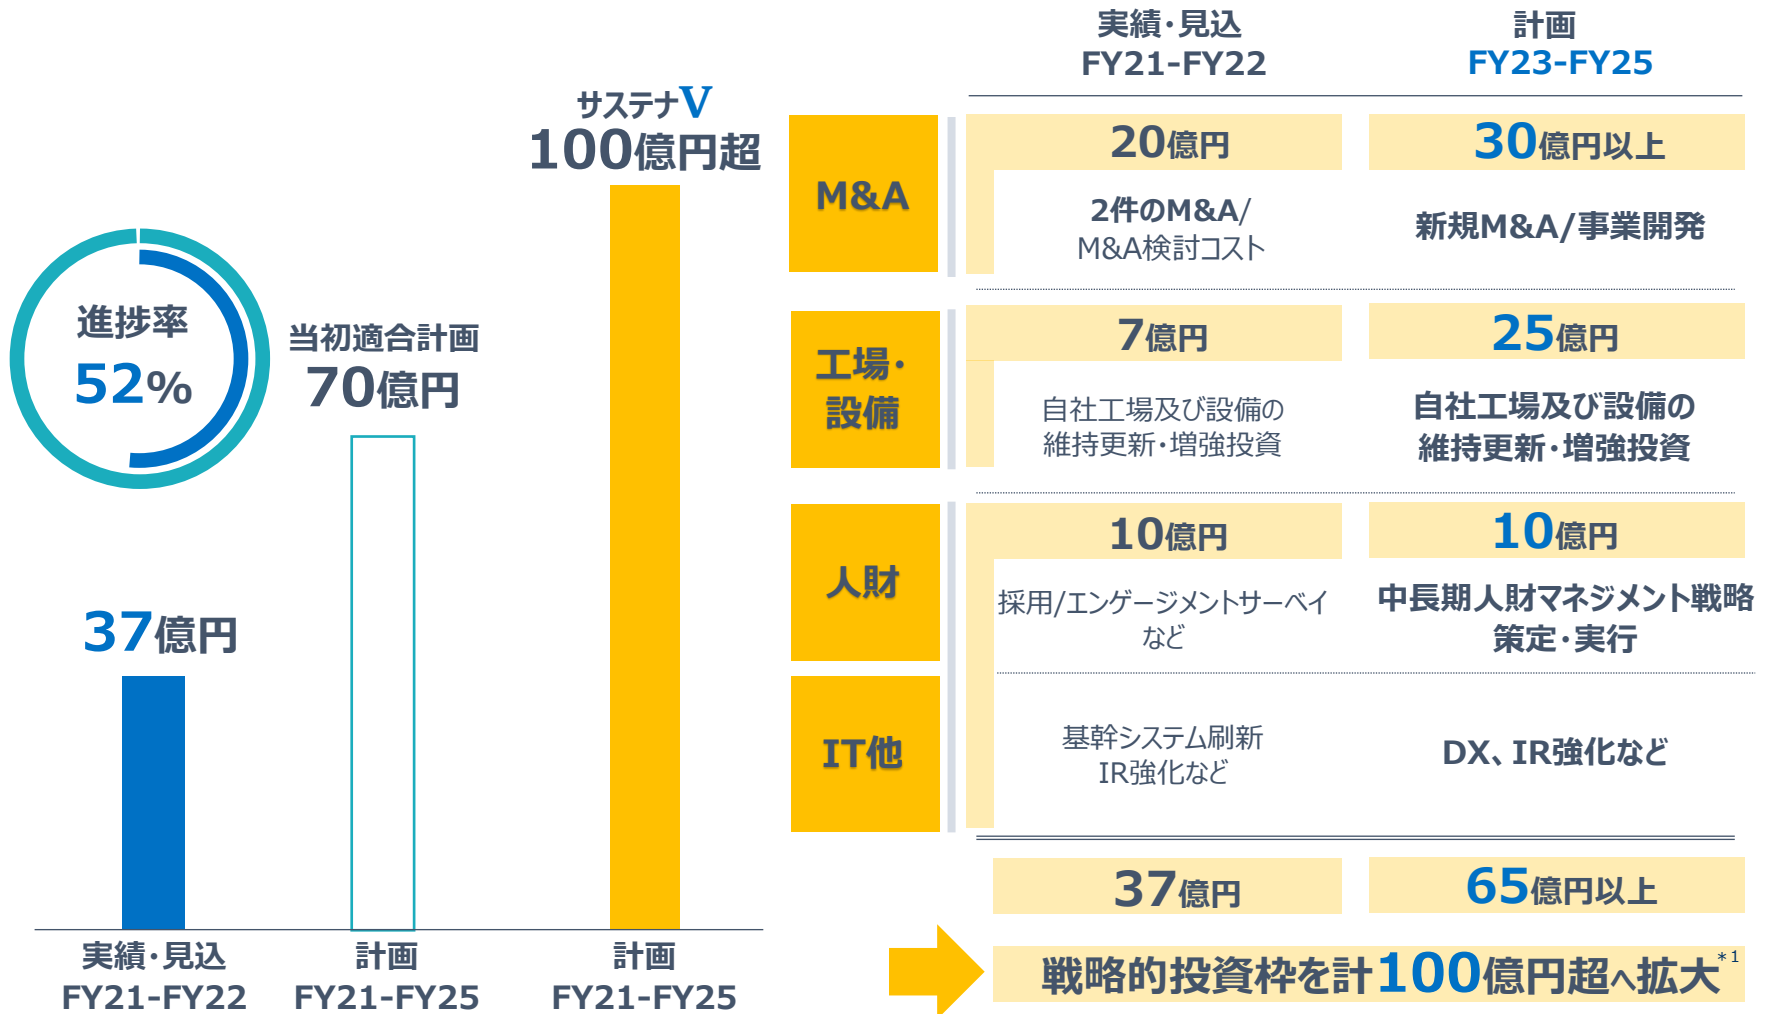 進捗率
52%
37億円
実績・見込
FY21-FY22
当初適合計画
70億円
計画
FY21-FY25
サステナV
100億円超
計画
FY21-FY25
実績・見込
FY21-FY22
計画
FY23-FY25
M&A
20億円
2件のM&A/
M&A検討コスト
30億円以上
新規M&A/事業開発
工場・
設備
7億円
自社工場及び設備の
維持更新・増強投資
25億円
自社工場及び設備の
維持更新・増強投資
人財
10億円
採用/エンゲージメントサーベイ
など
10億円
中長期人財マネジメント戦略
策定・実行
IT他
基幹システム刷新
IR強化など
DX、IR強化など
37億円
65億円以上
戦略的投資枠を計100億円超へ拡大*1